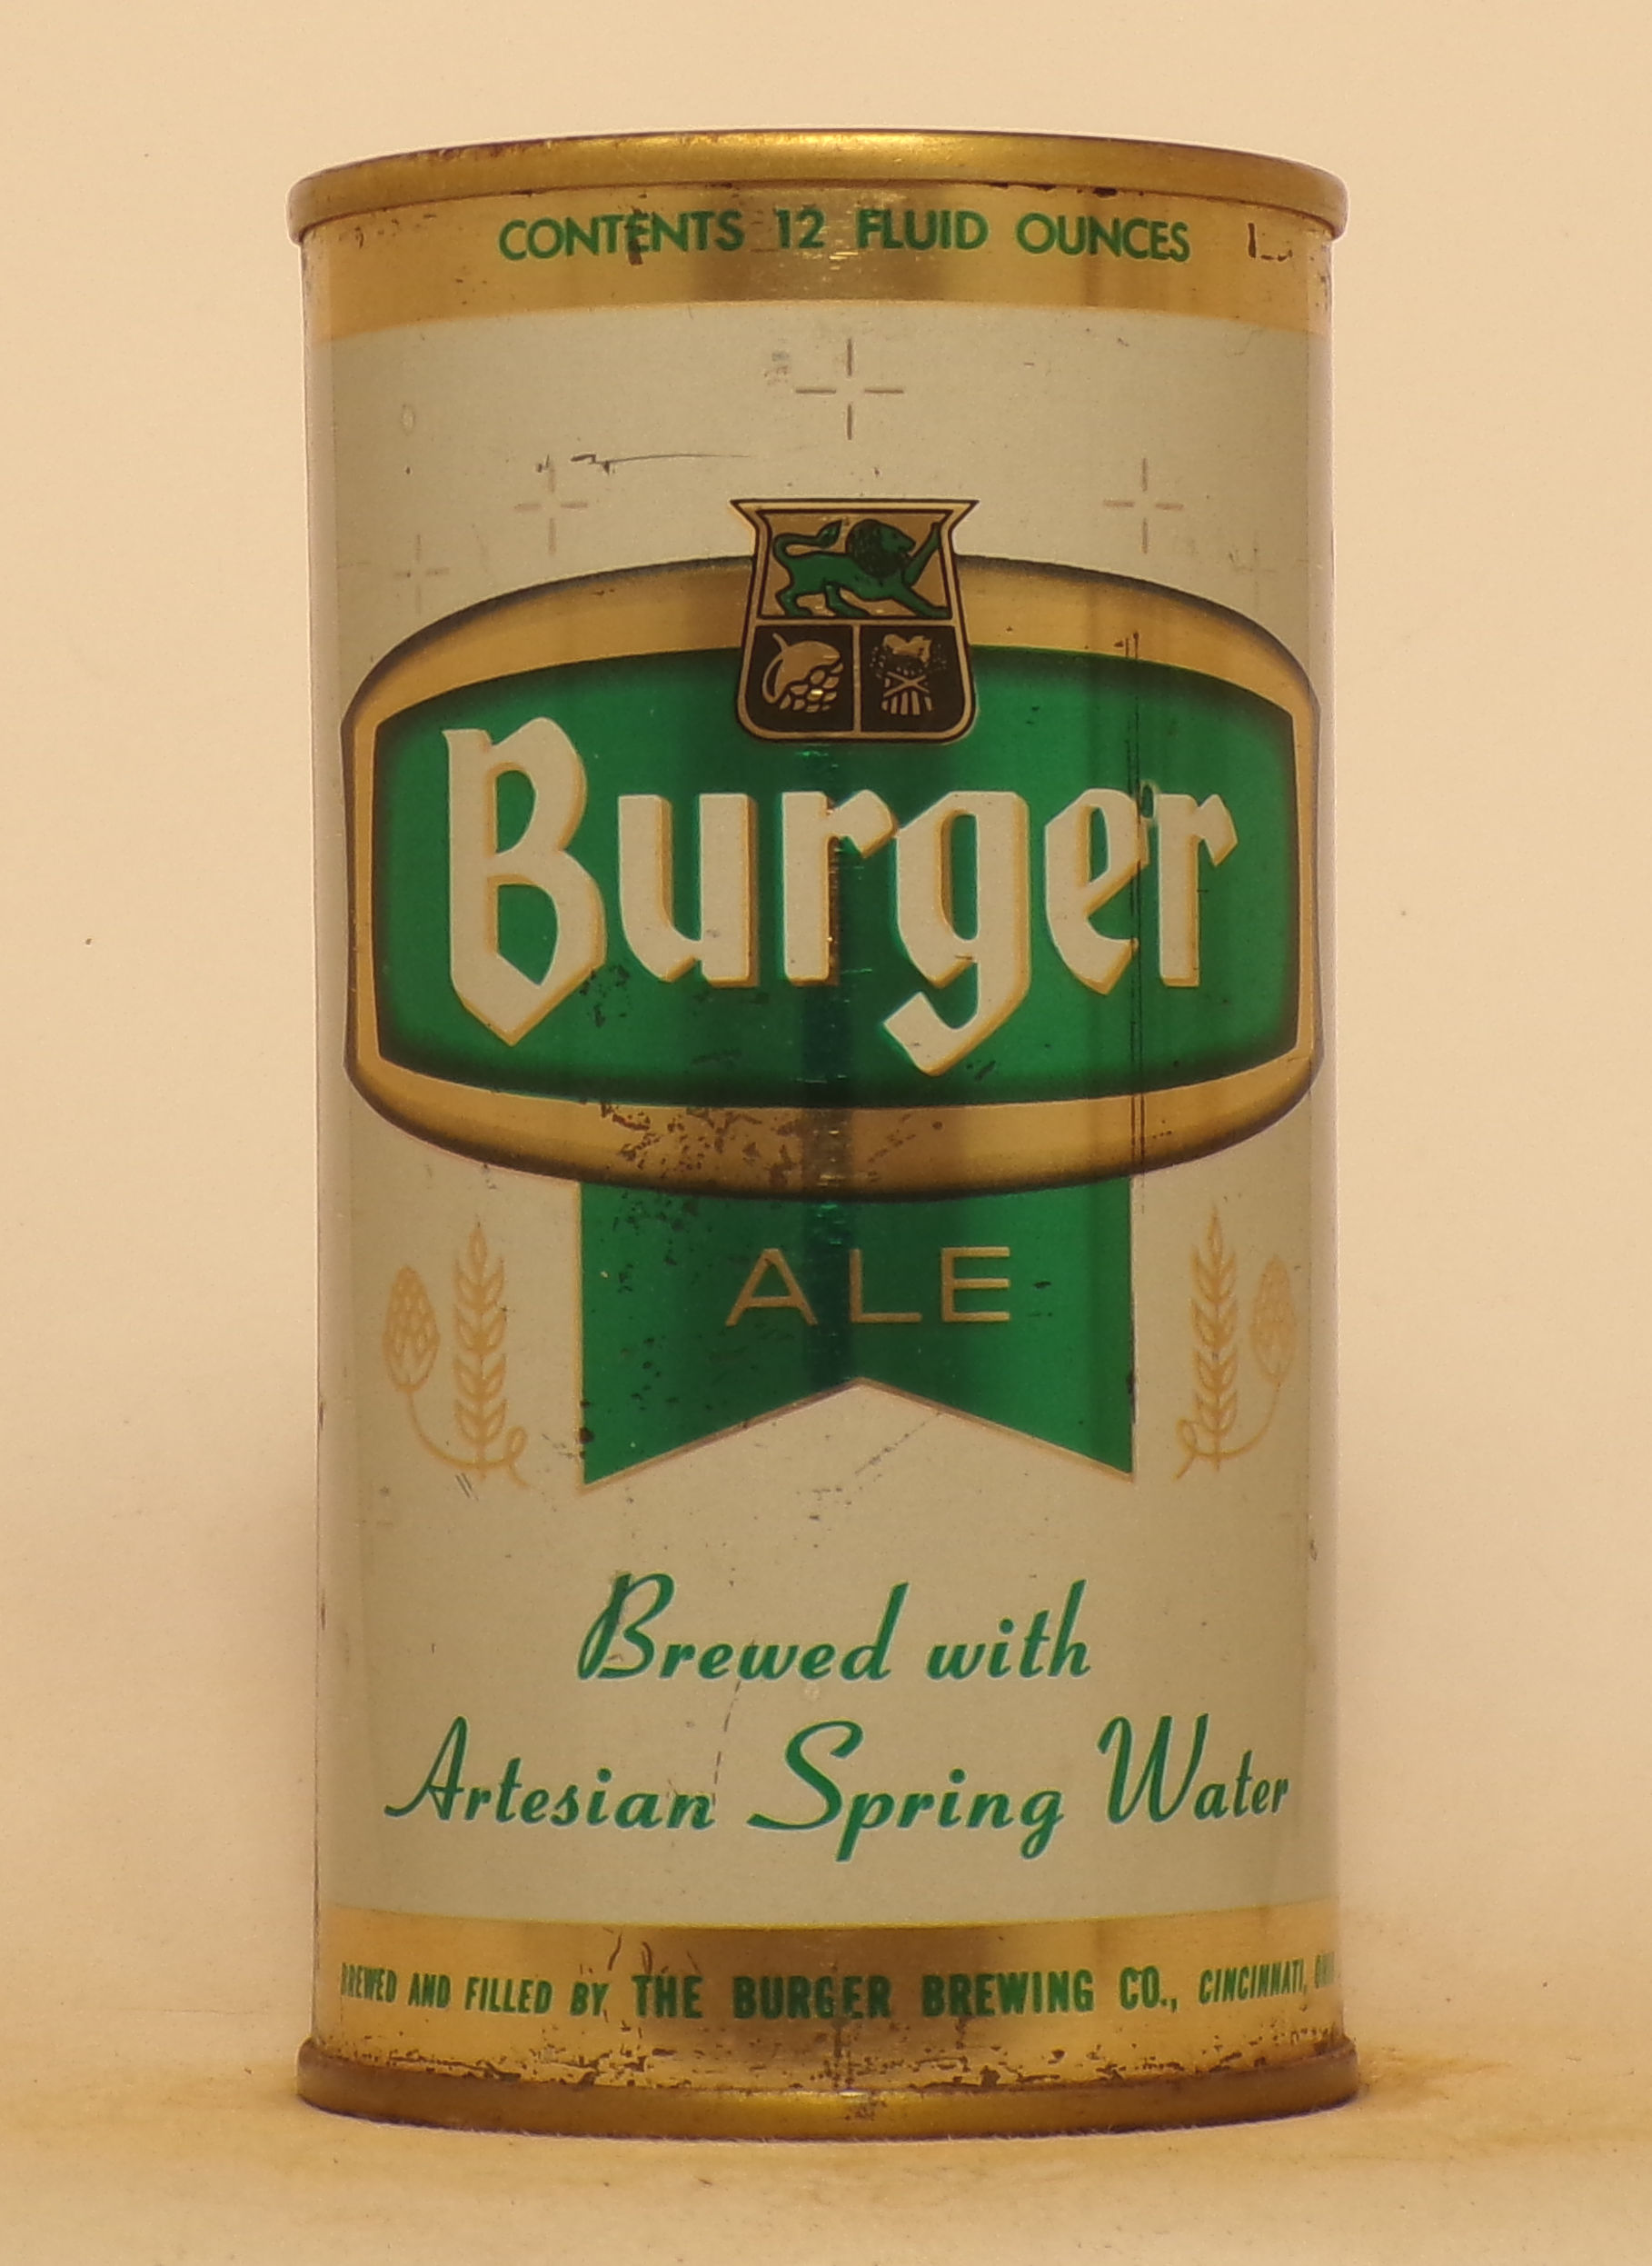 CONTENTS 12 FLUID OUNCES
Burger
ALE
Brewed with
Artesian Spring Water
BREWED AND FILLED BY THE BURGER BREWING CO., CINCINNATI,